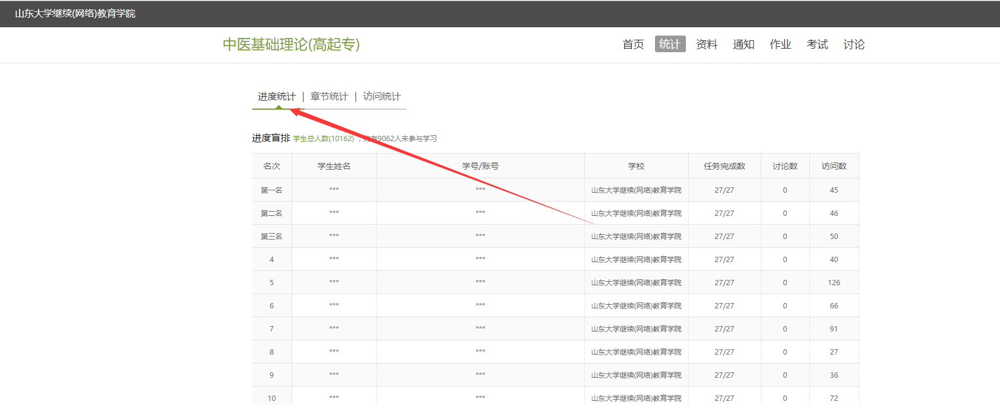 山东大学继续(网络)教育学院
中医基础理论(高起专) 首页 统计 资料 通知 作业 考试 讨论
进度统计 | 章节统计 | 访问统计
进度盲排 学生总人数(10162) ，约有9062人未参与学习
名次 学生姓名 学号/账号 学校 任务完成数 讨论数 访问数
第一名 *** *** 山东大学继续(网络)教育学院 27/27 0 45
第二名 *** *** 山东大学继续(网络)教育学院 27/27 0 46
第三名 *** *** 山东大学继续(网络)教育学院 27/27 0 50
4 *** *** 山东大学继续(网络)教育学院 27/27 0 40
5 *** *** 山东大学继续(网络)教育学院 27/27 0 126
6 *** *** 山东大学继续(网络)教育学院 27/27 0 66
7 *** *** 山东大学继续(网络)教育学院 27/27 0 91
8 *** *** 山东大学继续(网络)教育学院 27/27 0 27
9 *** *** 山东大学继续(网络)教育学院 27/27 0 36
10 *** *** 山东大学继续(网络)教育学院 27/27 0 72